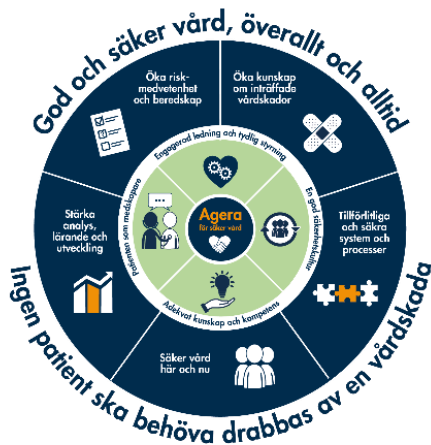 God och säker vård, överallt och alltid
Öka risk-
medvetenhet
och beredskap
Öka kunskap
om inträffade
vårdskador
Engagerad ledning och tydlig styrning
Stärka
analys,
lärande och
utveckling
Patienten som medskapare
Agera
för säker vård
En god säkerhetskultur
Tillförlitliga
och säkra
system och
processer
Adekvat kunskap och kompetens
Säker vård
här och nu
Ingen patient ska behöva drabbas av en vårdskada